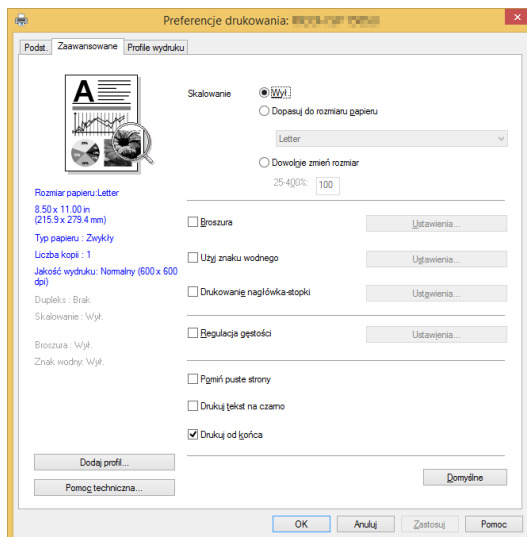 Preferencje drukowania:
Podst.
Zaawansowane
Profile wydruku
A
Rozmiar papieru:Letter
8.50 x 11.00 in
(215.9 x 279.4 mm)
Typ papieru : Zwykły
Liczba kopii : 1
Jakość wydruku: Normalny (600 x 600
dpi)
Dupleks : Brak
Skalowanie : Wył.
Broszura : Wył.
Znak wodny: Wył.
Dodaj profil...
Pomoc techniczna...
Skalowanie
Wył.
Dopasuj do rozmiaru papieru
Letter
Dowolnie zmień rozmiar
25-400%:
100
Broszura
Ustawienia...
Użyj znaku wodnego
Ustawienia...
Drukowanie nagłówka-stopki
Ustawienia...
Regulacja gęstości
Ustawienia...
Pomiń puste strony
Drukuj tekst na czarno
Drukuj od końca
Domyślne
OK
Anuluj
Zastosuj
Pomoc